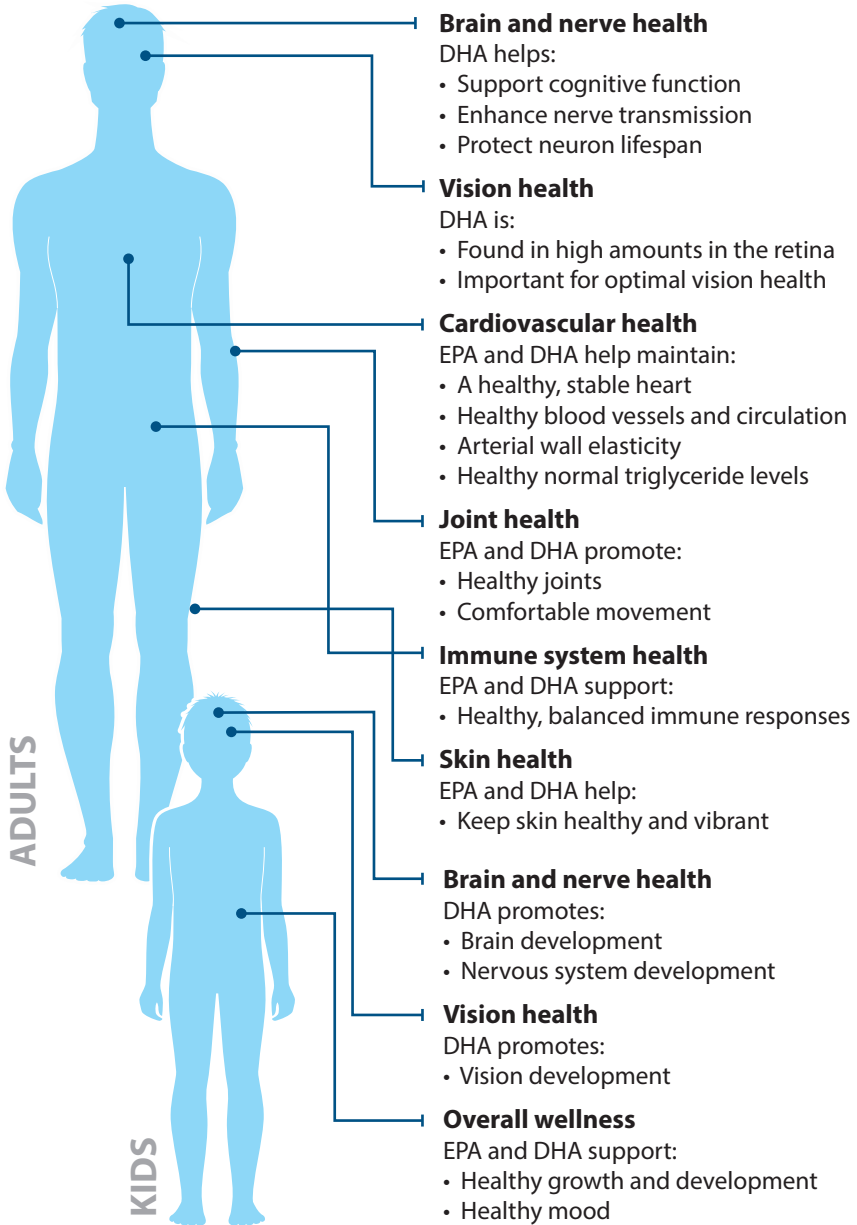 Brain and nerve health
DHA helps:
• Support cognitive function
• Enhance nerve transmission
• Protect neuron lifespan
Vision health
DHA is:
• Found in high amounts in the retina
• Important for optimal vision health
Cardiovascular health
EPA and DHA help maintain:
• A healthy, stable heart
• Healthy blood vessels and circulation
• Arterial wall elasticity
• Healthy normal triglyceride levels
Joint health
EPA and DHA promote:
• Healthy joints
• Comfortable movement
Immune system health
EPA and DHA support:
• Healthy, balanced immune responses
Skin health
EPA and DHA help:
• Keep skin healthy and vibrant
ADULTS
Brain and nerve health
DHA promotes:
• Brain development
• Nervous system development
Vision health
DHA promotes:
• Vision development
Overall wellness
EPA and DHA support:
• Healthy growth and development
• Healthy mood
KIDS